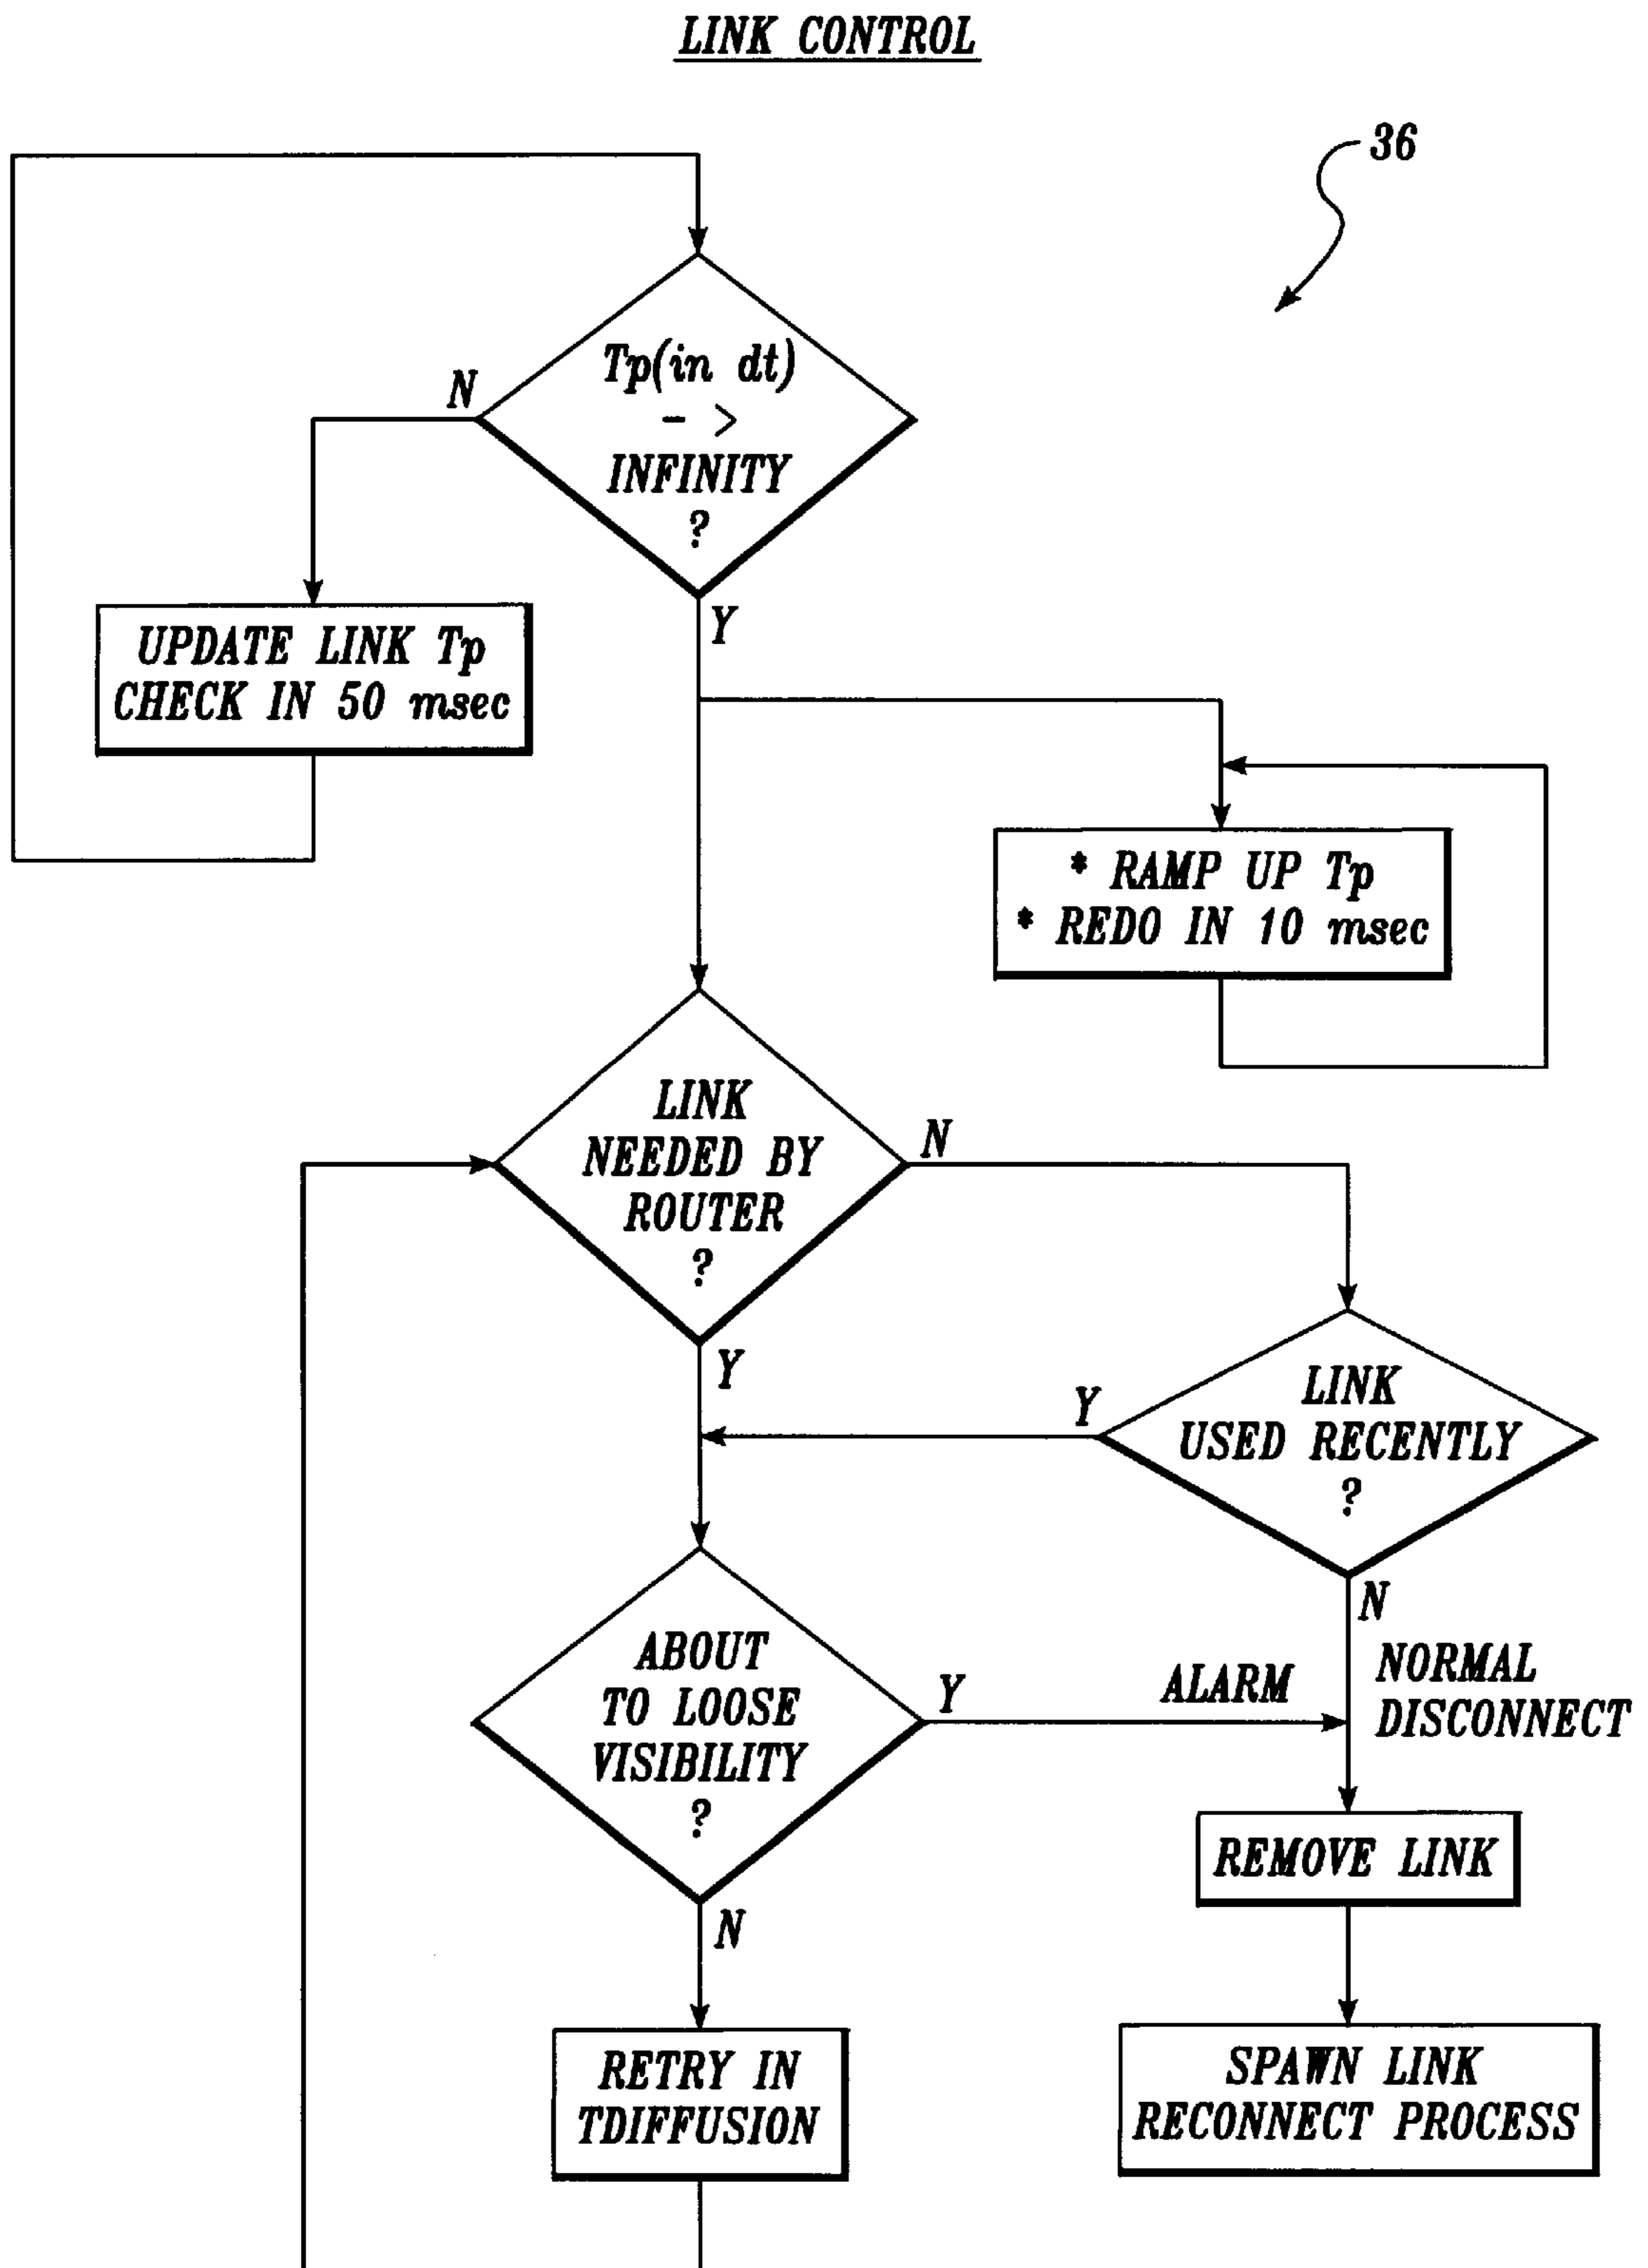 LINK CONTROL
36
Tp(in dt)
- >
INFINITY
?
N
Y
UPDATE LINK Tp
CHECK IN 50 msec
* RAMP UP Tp
* REDO IN 10 msec
LINK
NEEDED BY
ROUTER
?
N
Y
LINK
USED RECENTLY
?
Y
N
NORMAL
DISCONNECT
ABOUT
TO LOOSE
VISIBILITY
?
Y
ALARM
N
REMOVE LINK
RETRY IN
TDIFFUSION
SPAWN LINK
RECONNECT PROCESS